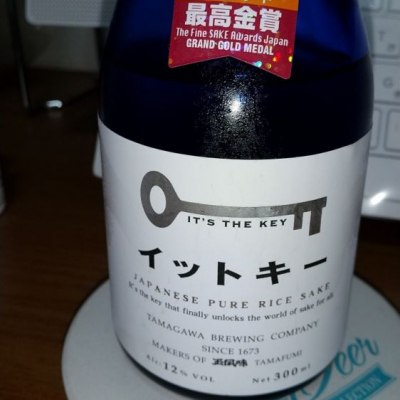 最高金賞
The Fine SAKE Awards Japan
GRAND GOLD MEDAL
IT'S THE KEY
イットキー
JAPANESE PURE RICE SAKE
It's the key that finally unlocks the world of sake for all.
TAMAGAWA BREWING COMPANY
SINCE 1673
MAKERS OF 玉風味 TAMAFUMI
Alc. 12% VOL Net 300ml
Beer